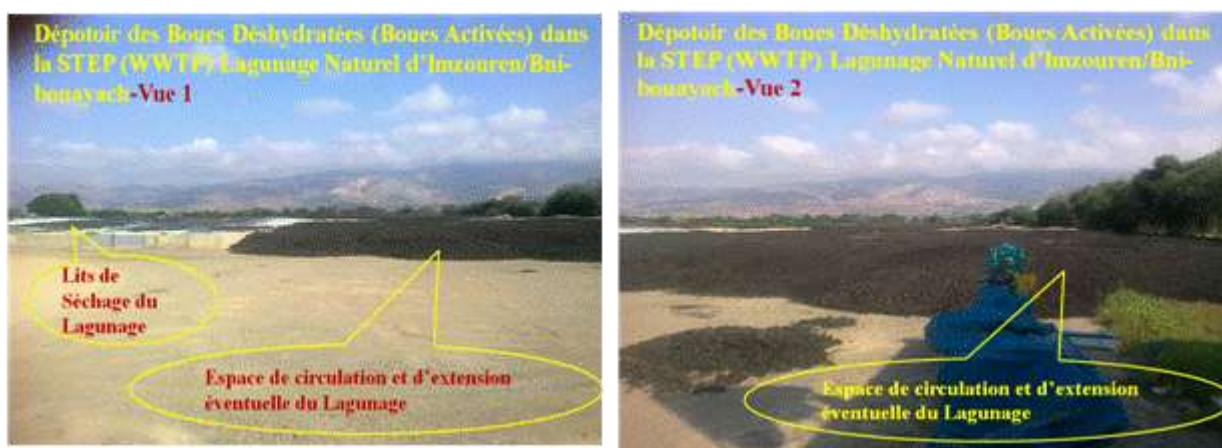 Dépotoir des Boues Déshydratées (Boues Activées) dans
la STEP (WWTP) Lagunage Naturel d'Imzouren/Bni-
bouayach-Vue 1
Lits de
Séchage du
Lagunage
Espace de circulation et d'extension
éventuelle du Lagunage
Dépotoir des Boues Déshydratées (Boues Activées) dans
la STEP (WWTP) Lagunage Naturel d'Imzouren/Bni-
bouayach-Vue 2
Espace de circulation et d'extension
éventuelle du Lagunage